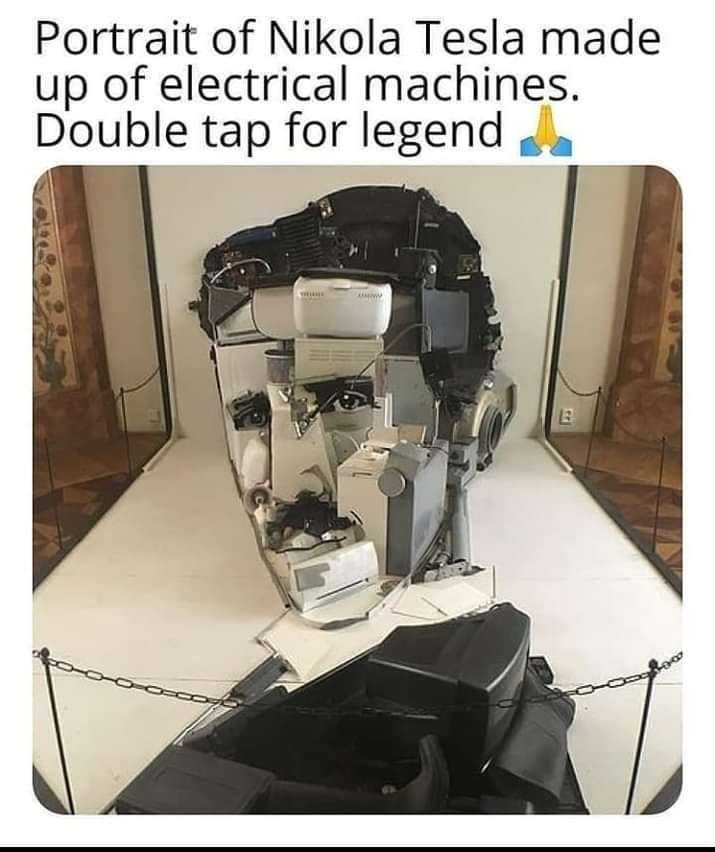 Portrait of Nikola Tesla made
up of electrical machines.
Double tap for legend 🙏